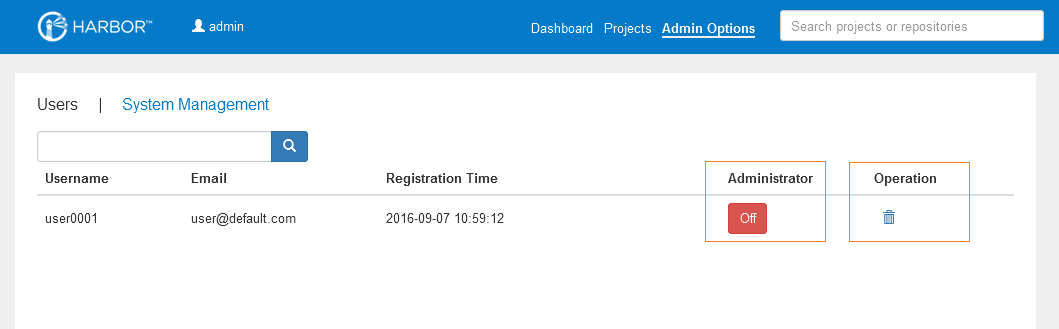 HARBOR™ admin Dashboard Projects Admin Options Search projects or repositories
Users | System Management
Username Email Registration Time Administrator Operation
user0001 user@default.com 2016-09-07 10:59:12 Off